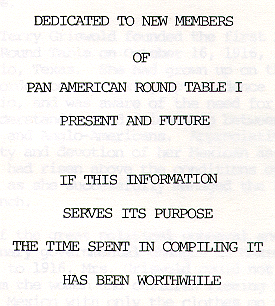 DEDICATED TO NEW MEMBERS
OF
PAN AMERICAN ROUND TABLE I
PRESENT AND FUTURE
IF THIS INFORMATION
SERVES ITS PURPOSE
THE TIME SPENT IN COMPILING IT
HAS BEEN WORTHWHILE